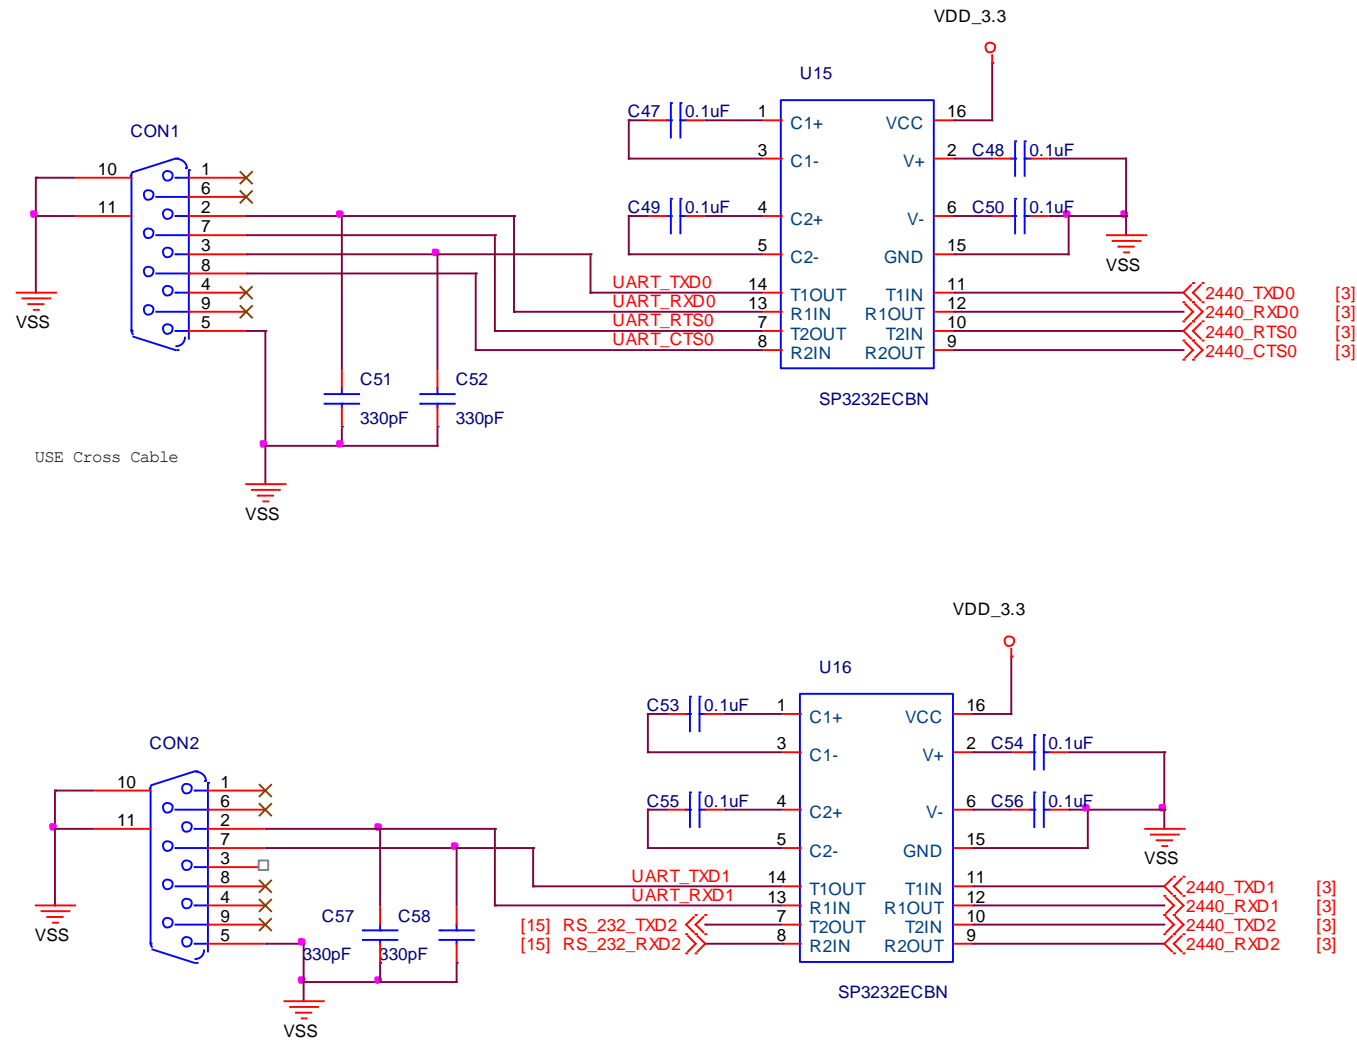 VDD_3.3
U15
C47 0.1uF 1 C1+ VCC 16
CON1
3 C1- V+ 2 C48 0.1uF
10 1
6
11 2 C49 0.1uF 4 C2+ V- 6 C50 0.1uF
7
3 5 C2- GND 15
VSS
8
4 UART_TXD0 14 T1OUT T1IN 11 2440_TXD0 [3]
9 UART_RXD0 13 R1IN R1OUT 12 2440_RXD0 [3]
VSS 5 UART_RTS0 7 T2OUT T2IN 10 2440_RTS0 [3]
UART_CTS0 8 R2IN R2OUT 9 2440_CTS0 [3]
C51 C52
SP3232ECBN
330pF 330pF
USE Cross Cable
VSS
VDD_3.3
U16
C53 0.1uF 1 C1+ VCC 16
CON2
3 C1- V+ 2 C54 0.1uF
10 1
6 C55 0.1uF 4 C2+ V- 6 C56 0.1uF
11 2
7 5 C2- GND 15
3 VSS
8 UART_TXD1 14 T1OUT T1IN 11 2440_TXD1 [3]
4 UART_RXD1 13 R1IN R1OUT 12 2440_RXD1 [3]
9 C57 C58 [15] RS_232_TXD2 7 T2OUT T2IN 10 2440_TXD2 [3]
VSS 5 [15] RS_232_RXD2 8 R2IN R2OUT 9 2440_RXD2 [3]
330pF 330pF
SP3232ECBN
VSS